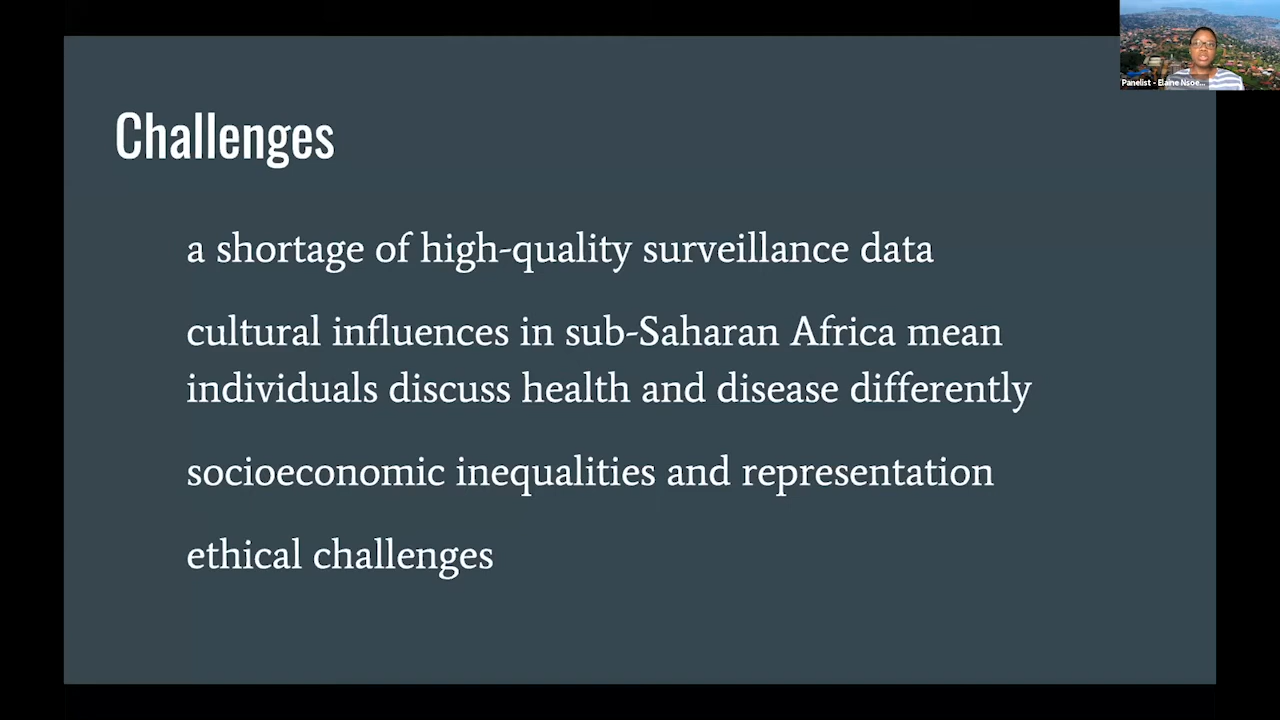 Panelist - Elaine Nsoe...
Challenges
a shortage of high-quality surveillance data
cultural influences in sub-Saharan Africa mean
individuals discuss health and disease differently
socioeconomic inequalities and representation
ethical challenges